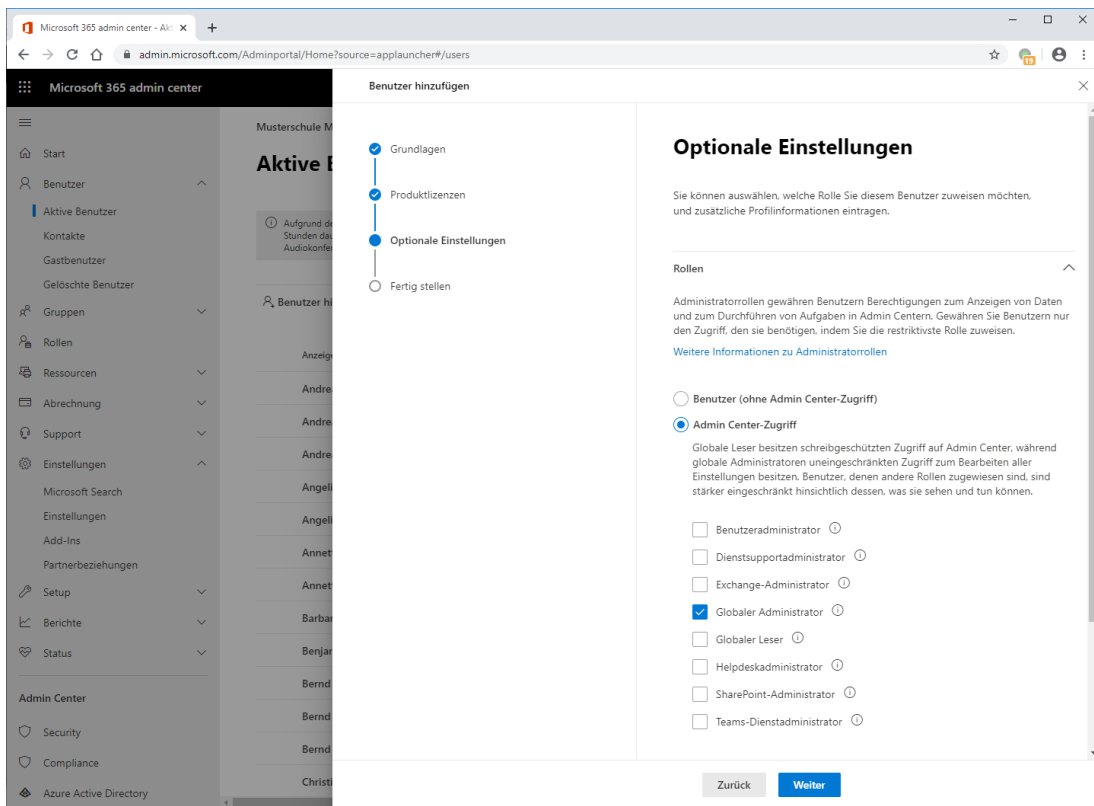 Microsoft 365 admin center - Akt
admin.microsoft.com/Adminportal/Home?source=applauncher#/users
19
Microsoft 365 admin center
Start
Benutzer
Aktive Benutzer
Kontakte
Gastbenutzer
Gelöschte Benutzer
Gruppen
Rollen
Ressourcen
Abrechnung
Support
Einstellungen
Microsoft Search
Einstellungen
Add-Ins
Partnerbeziehungen
Setup
Berichte
Status
Admin Center
Security
Compliance
Azure Active Directory
Musterschule M
Aktive B
Aufgrund de
Stunden dau
Audiokonfe
Benutzer hi
Anzeige
Andre
Andre
Andre
Angeli
Angeli
Annet
Annet
Barbar
Benjar
Bernd
Bernd
Bernd
Christi
Benutzer hinzufügen
Grundlagen
Produktlizenzen
Optionale Einstellungen
Fertig stellen
Optionale Einstellungen
Sie können auswählen, welche Rolle Sie diesem Benutzer zuweisen möchten,
und zusätzliche Profilinformationen eintragen.
Rollen
Administratorrollen gewähren Benutzern Berechtigungen zum Anzeigen von Daten
und zum Durchführen von Aufgaben in Admin Centern. Gewähren Sie Benutzern nur
den Zugriff, den sie benötigen, indem Sie die restriktivste Rolle zuweisen.
Weitere Informationen zu Administratorrollen
Benutzer (ohne Admin Center-Zugriff)
Admin Center-Zugriff
Globale Leser besitzen schreibgeschützten Zugriff auf Admin Center, während
globale Administratoren uneingeschränkten Zugriff zum Bearbeiten aller
Einstellungen besitzen. Benutzer, denen andere Rollen zugewiesen sind, sind
stärker eingeschränkt hinsichtlich dessen, was sie sehen und tun können.
Benutzeradministrator
Dienstsupportadministrator
Exchange-Administrator
Globaler Administrator
Globaler Leser
Helpdeskadministrator
SharePoint-Administrator
Teams-Dienstadministrator
Zurück
Weiter